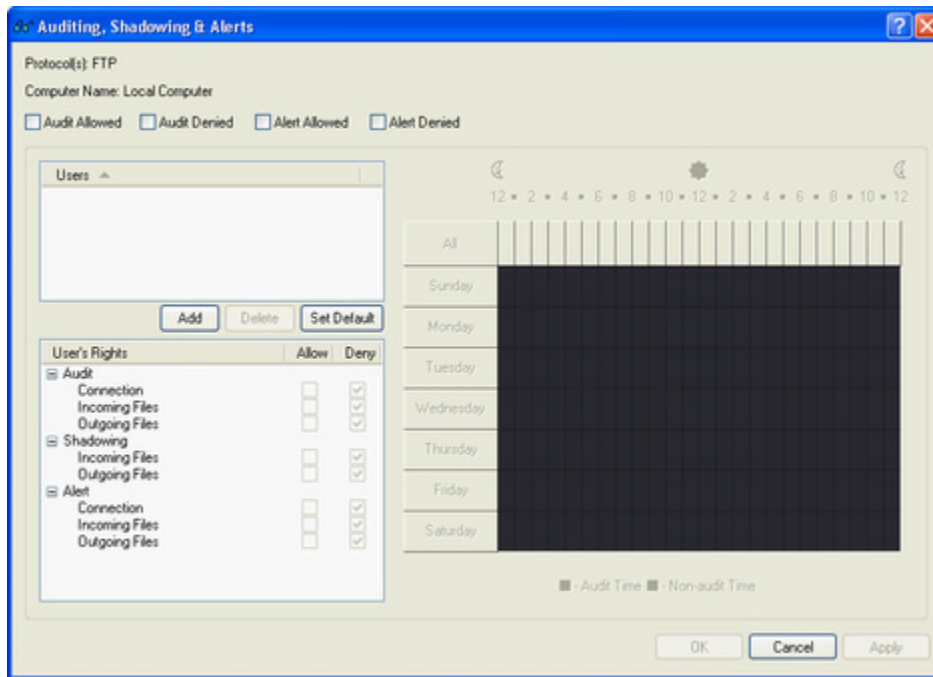 Auditing, Shadowing & Alerts
Protocol(s): FTP
Computer Name: Local Computer
Audit Allowed Audit Denied Alert Allowed Alert Denied
Users
12 • 2 • 4 • 6 • 8 • 10 • 12 • 2 • 4 • 6 • 8 • 10 • 12
All
Sunday
Monday
Tuesday
Wednesday
Thursday
Friday
Saturday
Add Delete Set Default
User's Rights Allow Deny
Audit
Connection
Incoming Files
Outgoing Files
Shadowing
Incoming Files
Outgoing Files
Alert
Connection
Incoming Files
Outgoing Files
- Audit Time - Non-audit Time
OK Cancel Apply